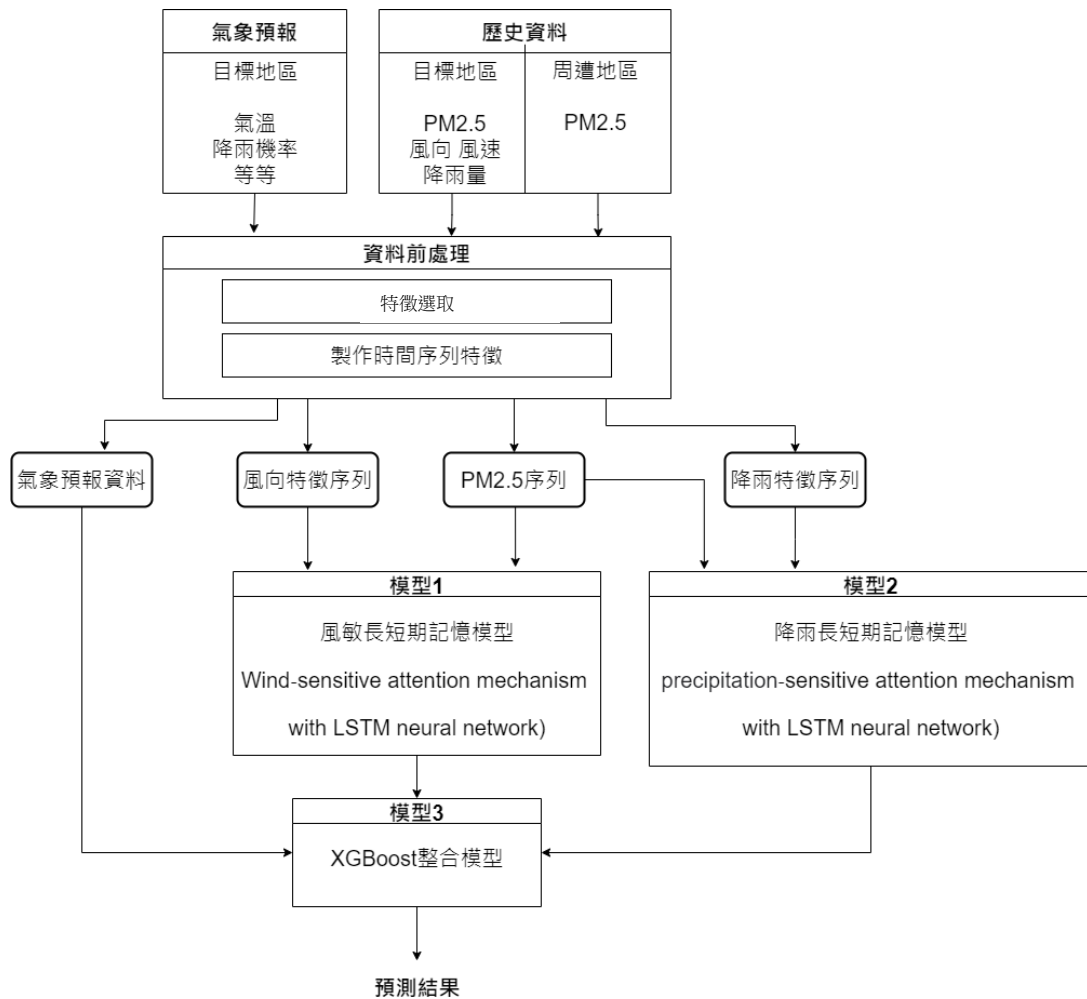 氣象預報
目標地區
氣溫
降雨機率
等等
歷史資料
目標地區
PM2.5
風向 風速
降雨量
周遭地區
PM2.5
資料前處理
特徵選取
製作時間序列特徵
氣象預報資料
風向特徵序列
PM2.5序列
降雨特徵序列
模型1
風敏長短期記憶模型
Wind-sensitive attention mechanism
with LSTM neural network)
模型2
降雨長短期記憶模型
precipitation-sensitive attention mechanism
with LSTM neural network)
模型3
XGBoost整合模型
預測結果